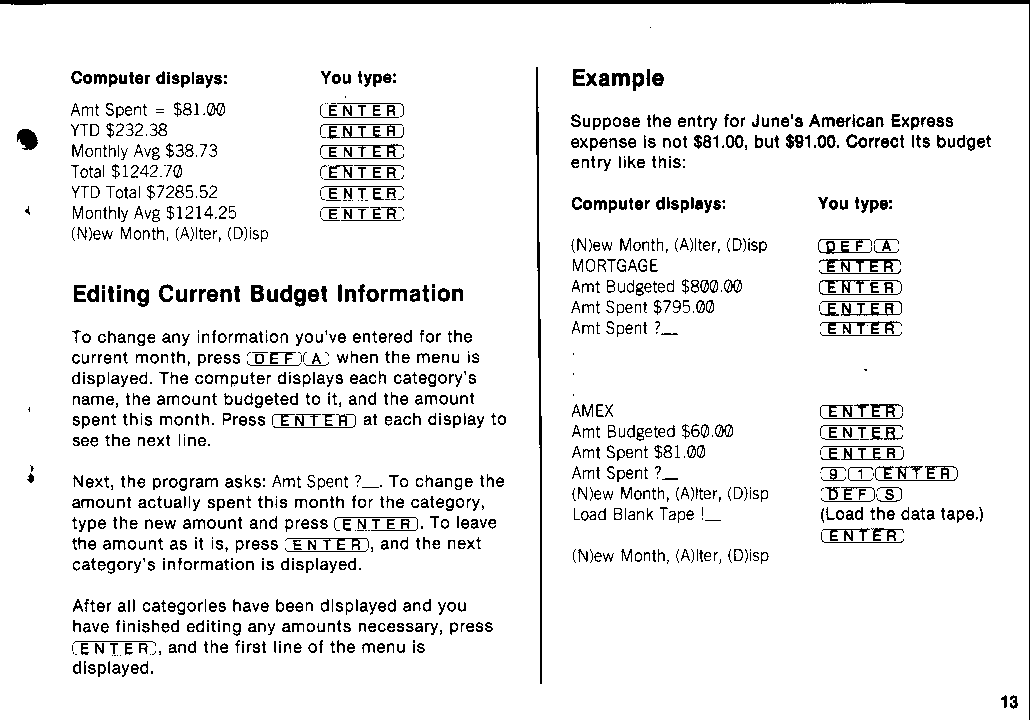 Computer displays: You type:
Amt Spent = $81.00 ENTER
YTD $232.38 ENTER
Monthly Avg $38.73 ENTER
Total $1242.70 ENTER
YTD Total $7285.52 ENTER
Monthly Avg $1214.25 ENTER
(N)ew Month, (A)lter, (D)isp
Editing Current Budget Information
To change any information you've entered for the
current month, press DEF A when the menu is
displayed. The computer displays each category's
name, the amount budgeted to it, and the amount
spent this month. Press ENTER at each display to
see the next line.
Next, the program asks: Amt Spent ?_. To change the
amount actually spent this month for the category,
type the new amount and press ENTER. To leave
the amount as it is, press ENTER, and the next
category's information is displayed.
After all categories have been displayed and you
have finished editing any amounts necessary, press
ENTER, and the first line of the menu is
displayed.
Example
Suppose the entry for June's American Express
expense is not $81.00, but $91.00. Correct its budget
entry like this:
Computer displays: You type:
(N)ew Month, (A)lter, (D)isp DEF A
MORTGAGE ENTER
Amt Budgeted $800.00 ENTER
Amt Spent $795.00 ENTER
Amt Spent ?_ ENTER
.
.
.
AMEX ENTER
Amt Budgeted $60.00 ENTER
Amt Spent $81.00 ENTER
Amt Spent ?_ 9 1 ENTER
(N)ew Month, (A)lter, (D)isp DEF S
Load Blank Tape !_ (Load the data tape.)
ENTER
(N)ew Month, (A)lter, (D)isp
13